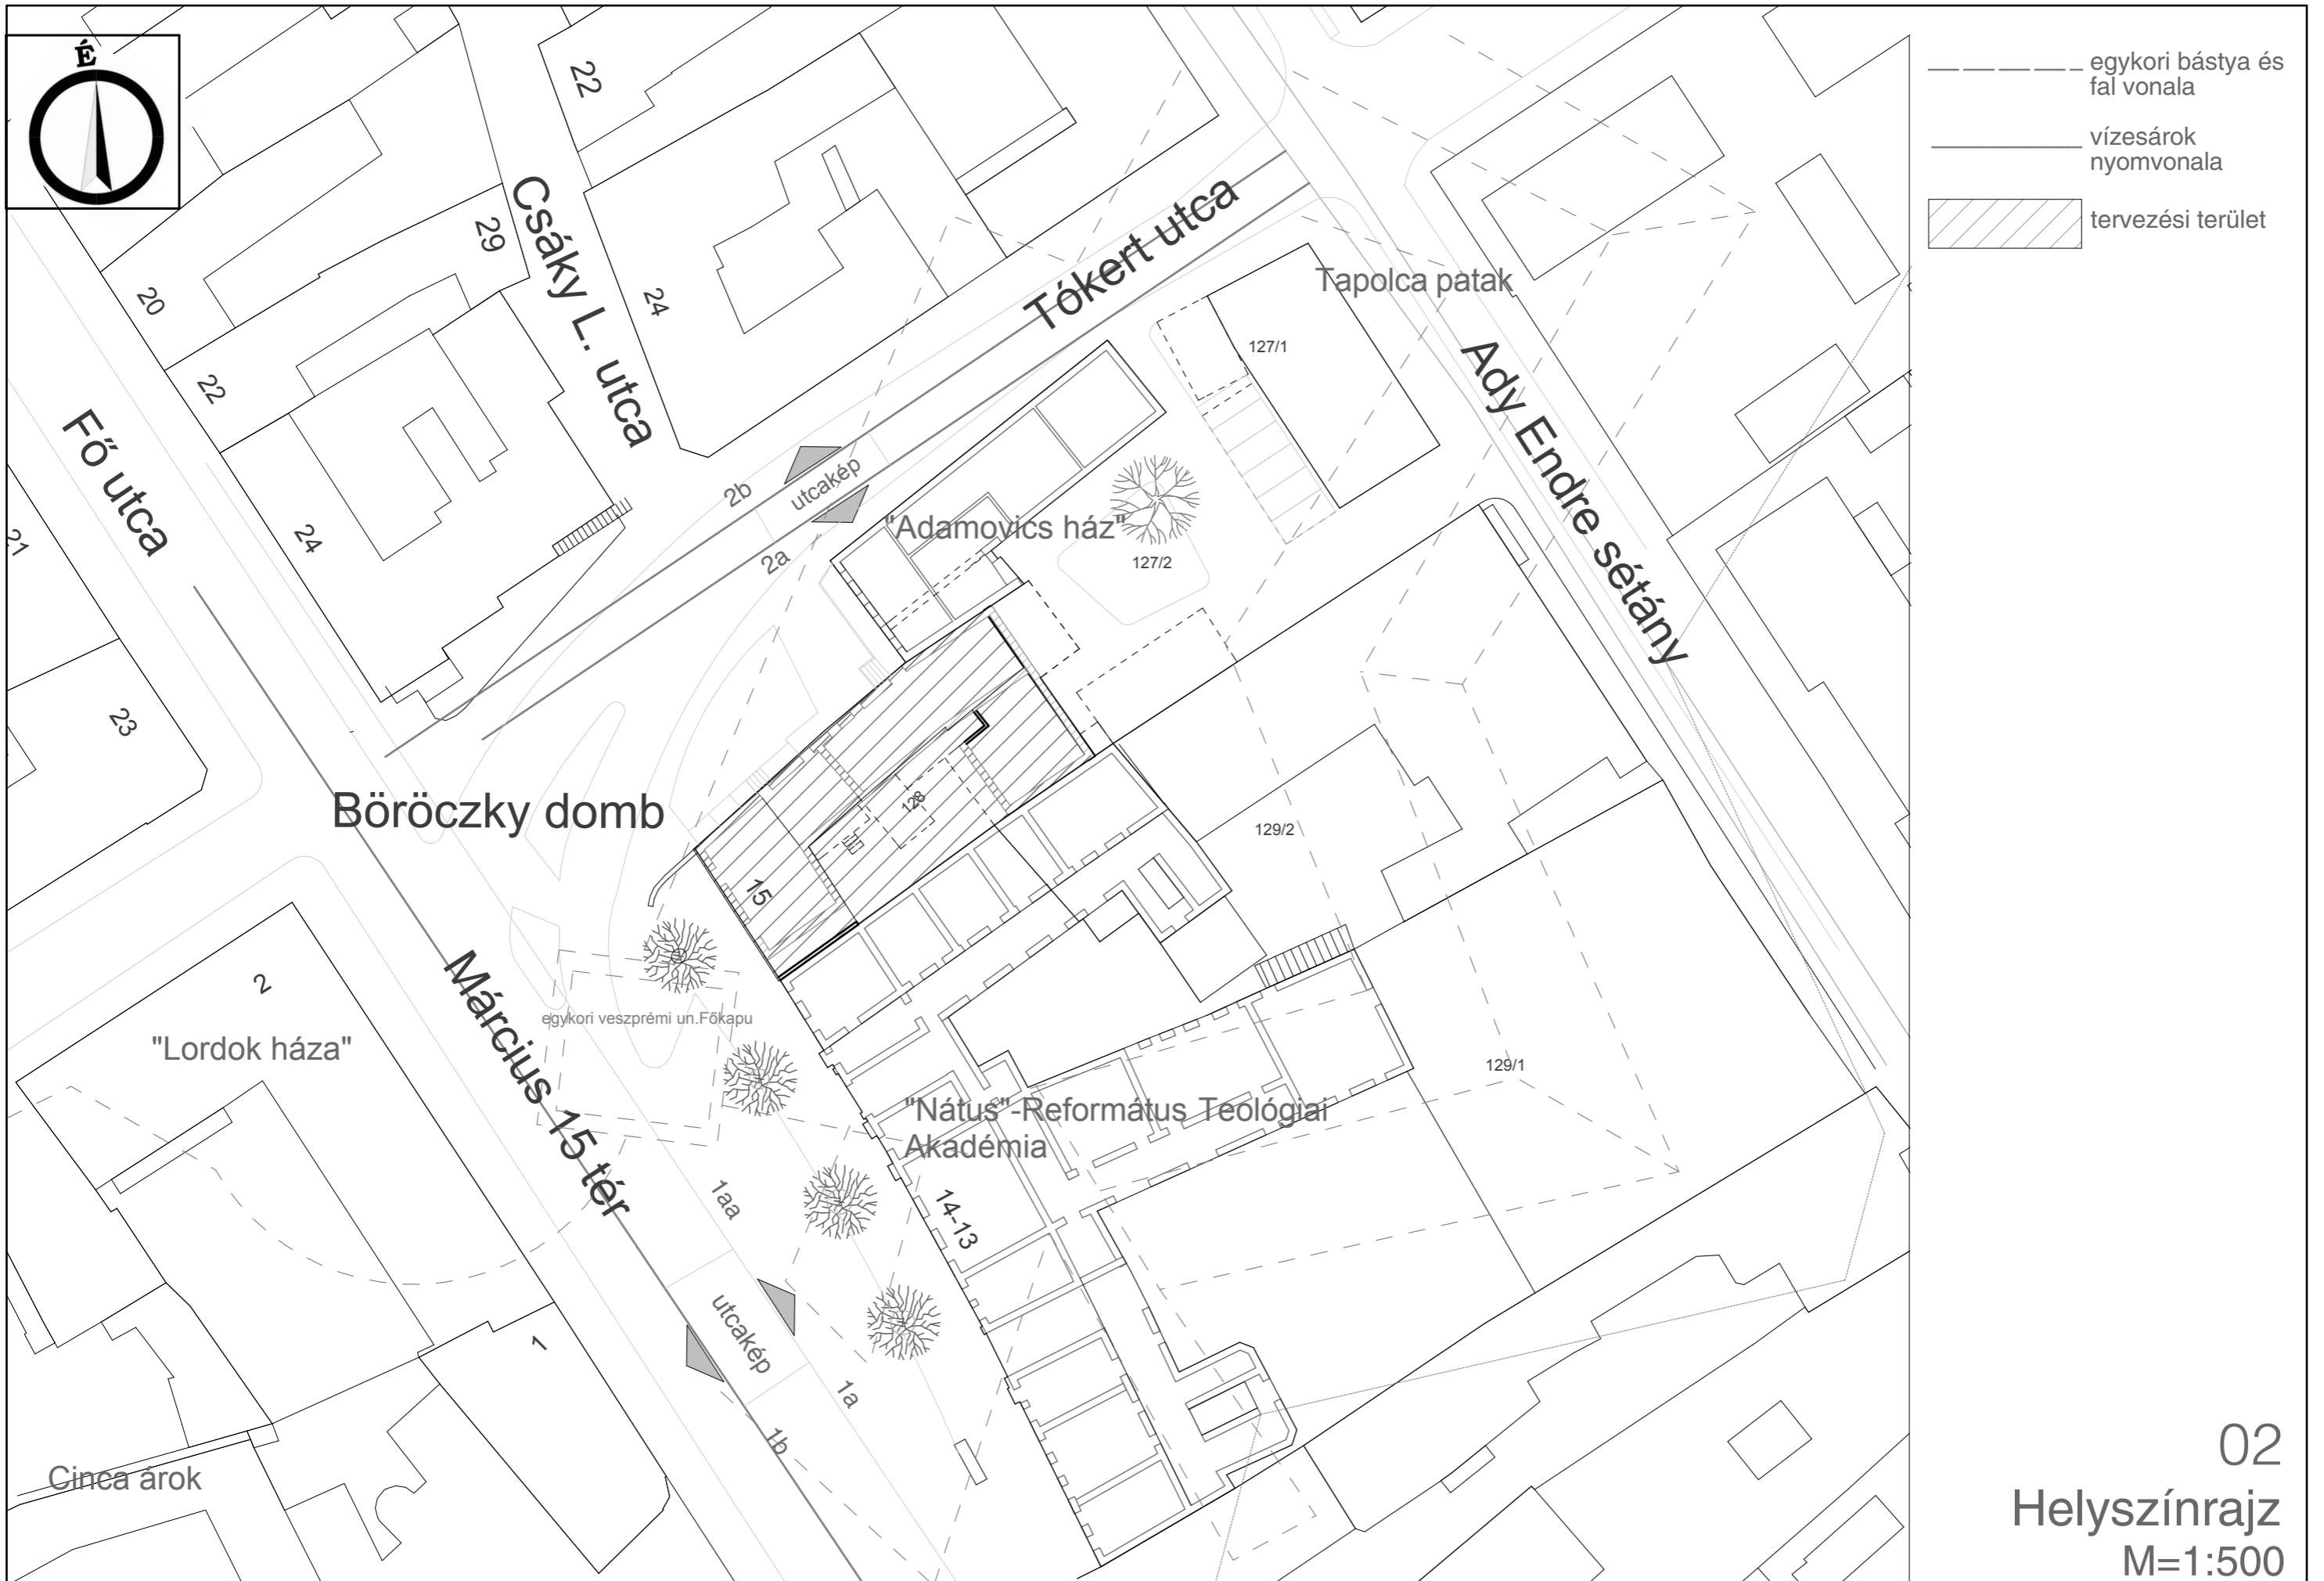 É
egykori bástya és
fal vonala
vízesárok
nyomvonala
tervezési terület
22
Csáky L. utca
29
24
20
22
24
Fő utca
21
23
Tókert utca
Tapolca patak
127/1
Ady Endre sétány
2b
utcakép
2a
"Adamovics ház"
127/2
Böröczky domb
128
15
129/2
Március 15 tér
2
"Lordok háza"
egykori veszprémi un.Főkapu
129/1
"Nátus"-Református Teológiai
Akadémia
14-13
1aa
utcakép
1a
1b
1
Cinca árok
02
Helyszínrajz
M=1:500